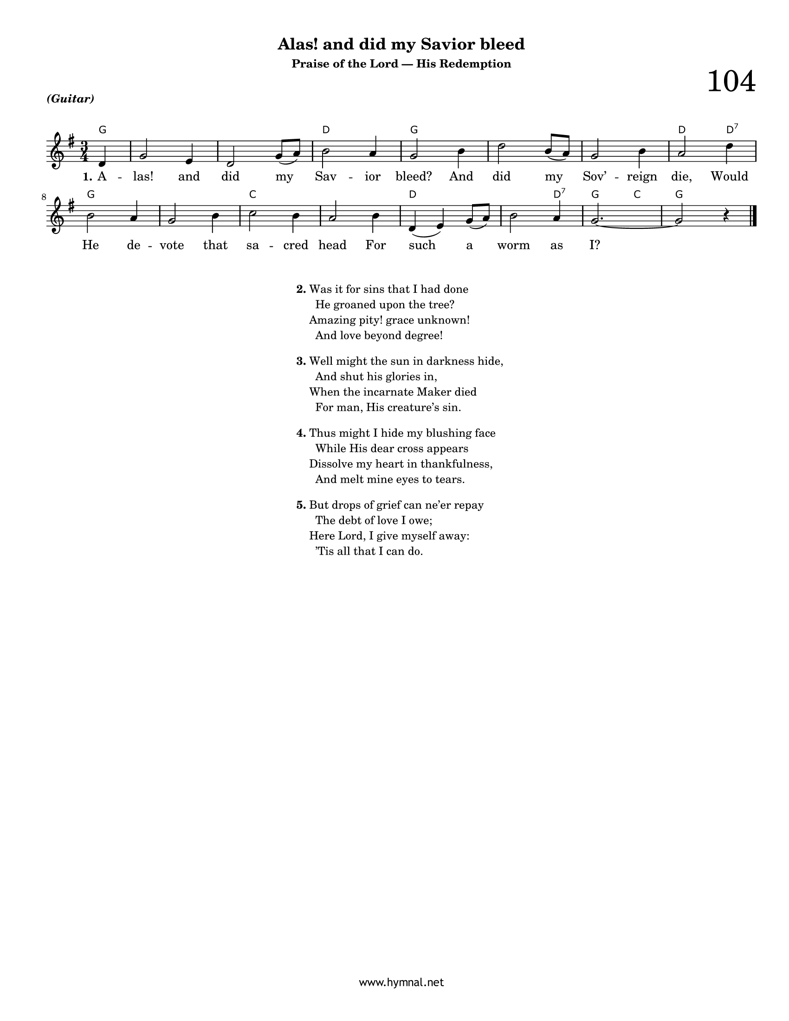 Alas! and did my Savior bleed
Praise of the Lord — His Redemption
104
(Guitar)
G D G D D7
3
4
1. A - las! and did my Sav - ior bleed? And did my Sov' - reign die, Would
8
G C D D7 G C G
He de - vote that sa - cred head For such a worm as I?
2. Was it for sins that I had done
He groaned upon the tree?
Amazing pity! grace unknown!
And love beyond degree!
3. Well might the sun in darkness hide,
And shut his glories in,
When the incarnate Maker died
For man, His creature's sin.
4. Thus might I hide my blushing face
While His dear cross appears
Dissolve my heart in thankfulness,
And melt mine eyes to tears.
5. But drops of grief can ne'er repay
The debt of love I owe;
Here Lord, I give myself away:
'Tis all that I can do.
www.hymnal.net